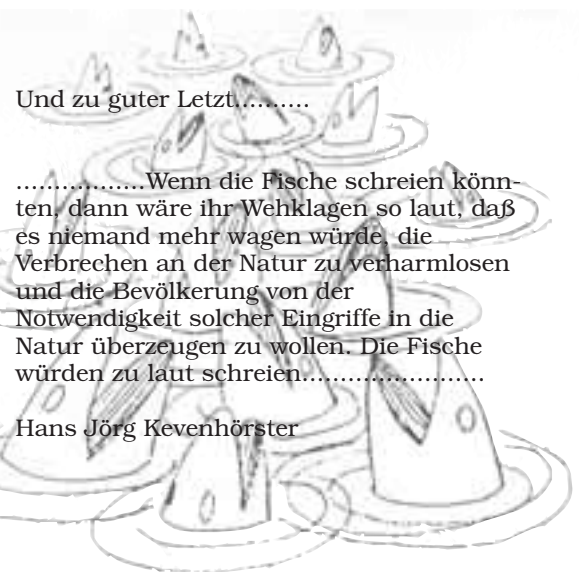 Und zu guter Letzt..........
.................Wenn die Fische schreien könn-
ten, dann wäre ihr Wehklagen so laut, daß
es niemand mehr wagen würde, die
Verbrechen an der Natur zu verharmlosen
und die Bevölkerung von der
Notwendigkeit solcher Eingriffe in die
Natur überzeugen zu wollen. Die Fische
würden zu laut schreien........................
Hans Jörg Kevenhörster